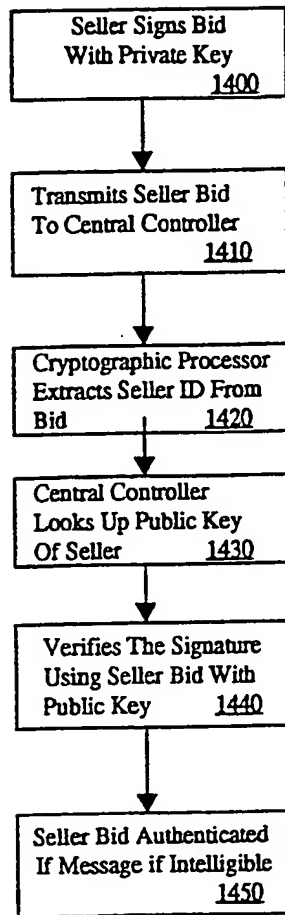 Seller Signs Bid
With Private Key
1400
Transmits Seller Bid
To Central Controller
1410
Cryptographic Processor
Extracts Seller ID From
Bid 1420
Central Controller
Looks Up Public Key
Of Seller 1430
Verifies The Signature
Using Seller Bid With
Public Key 1440
Seller Bid Authenticated
If Message if Intelligible
1450